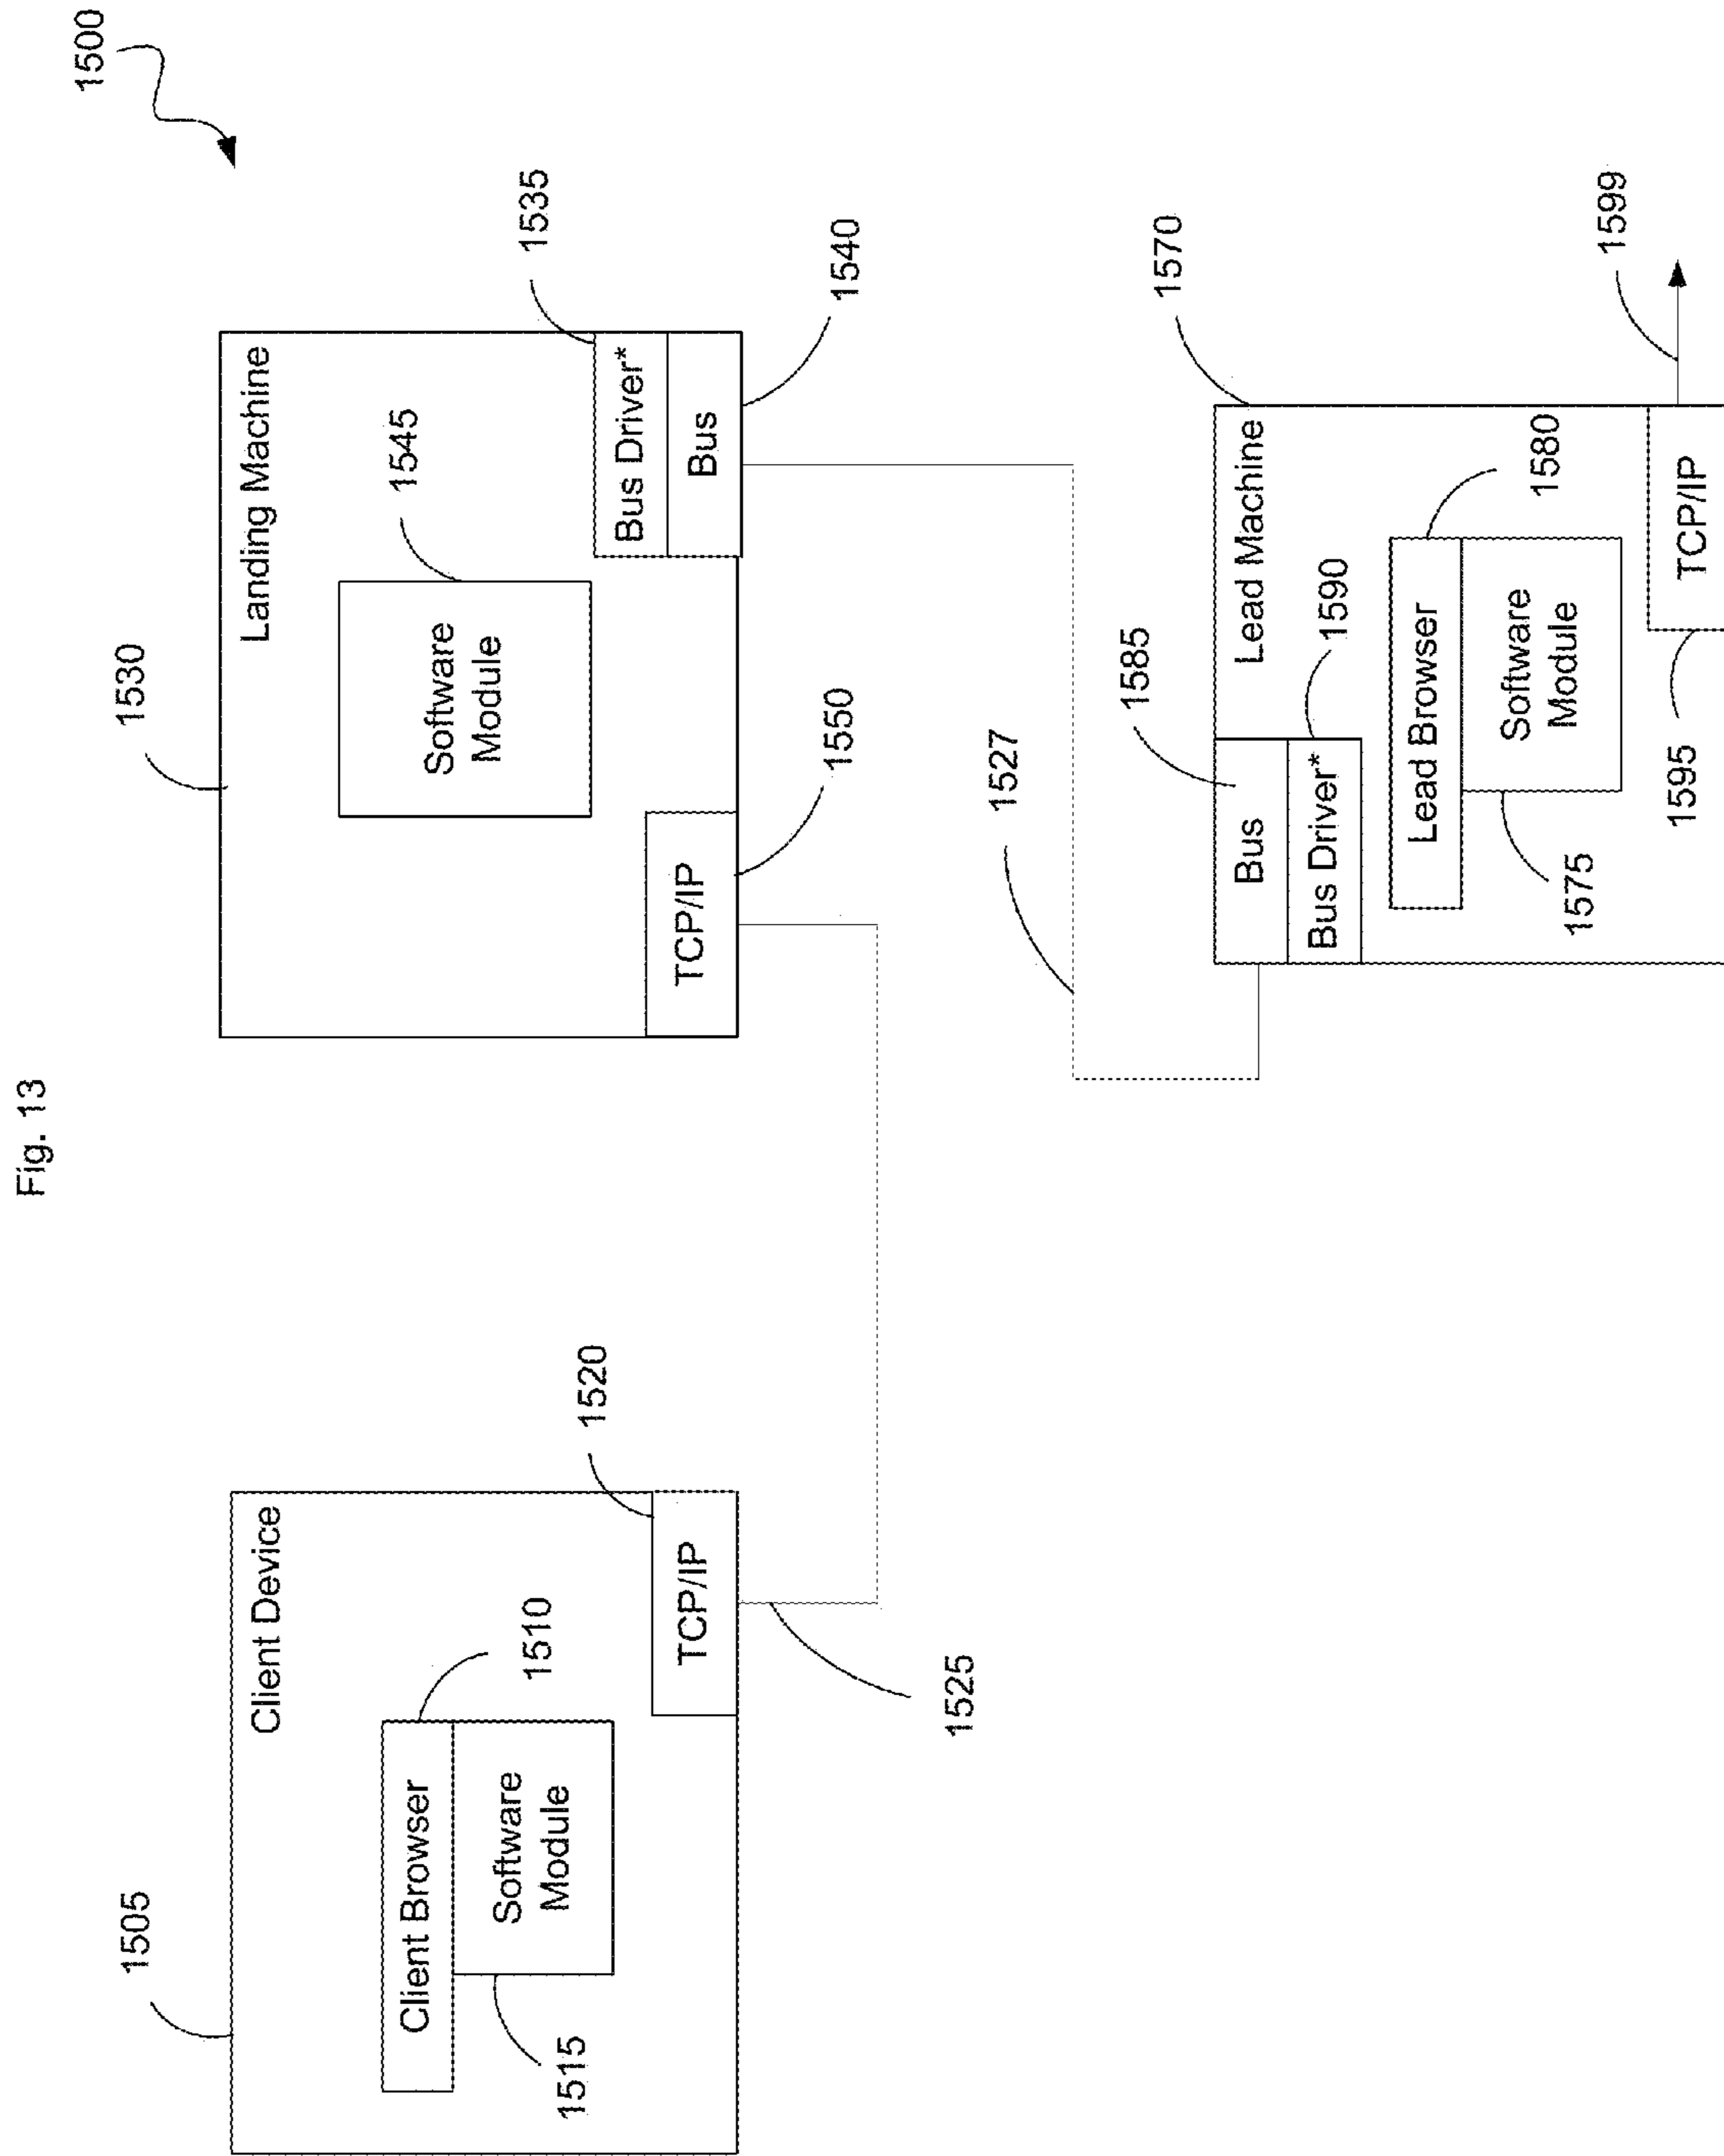 Fig. 13
1500
1505
Client Device
1510
Client Browser
Software
Module
1515
1520
TCP/IP
1525
1530
Landing Machine
1545
Software
Module
1535
Bus Driver*
Bus
1540
TCP/IP
1550
1527
1570
Lead Machine
1585
Bus
Bus Driver*
1590
Lead Browser
1580
Software
Module
1575
TCP/IP
1595
1599